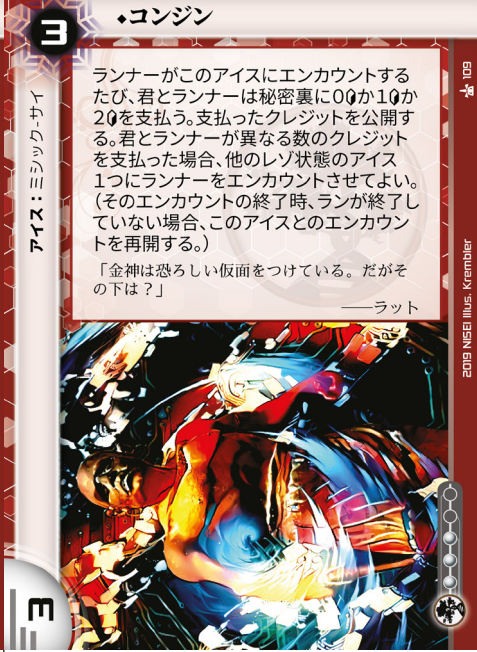 3
◆コンジン
アイス：ミシック-サイ
ランナーがこのアイスにエンカウントする
たび、君とランナーは秘密裏に0か1か
2を支払う。支払ったクレジットを公開す
る。君とランナーが異なる数のクレジット
を支払った場合、他のレゾ状態のアイス
1つにランナーをエンカウントさせてよい。
（そのエンカウントの終了時、ランが終了し
ていない場合、このアイスとのエンカウン
トを再開する。）
「金神は恐ろしい仮面をつけている。だがそ
の下は？」
──ラット
3
109
2019 NISEI Illus. Krembler